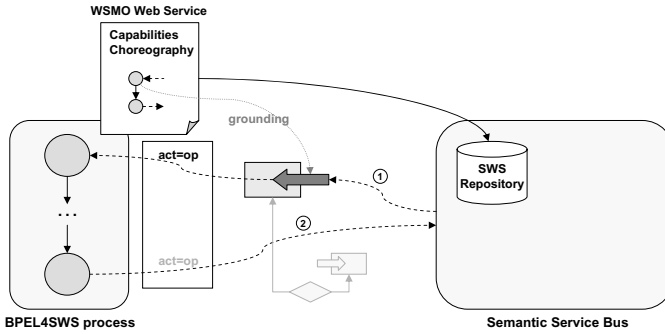 WSMO Web Service
Capabilities
Choreography
grounding
act=op
1
SWS
Repository
...
2
act=op
BPEL4SWS process
Semantic Service Bus